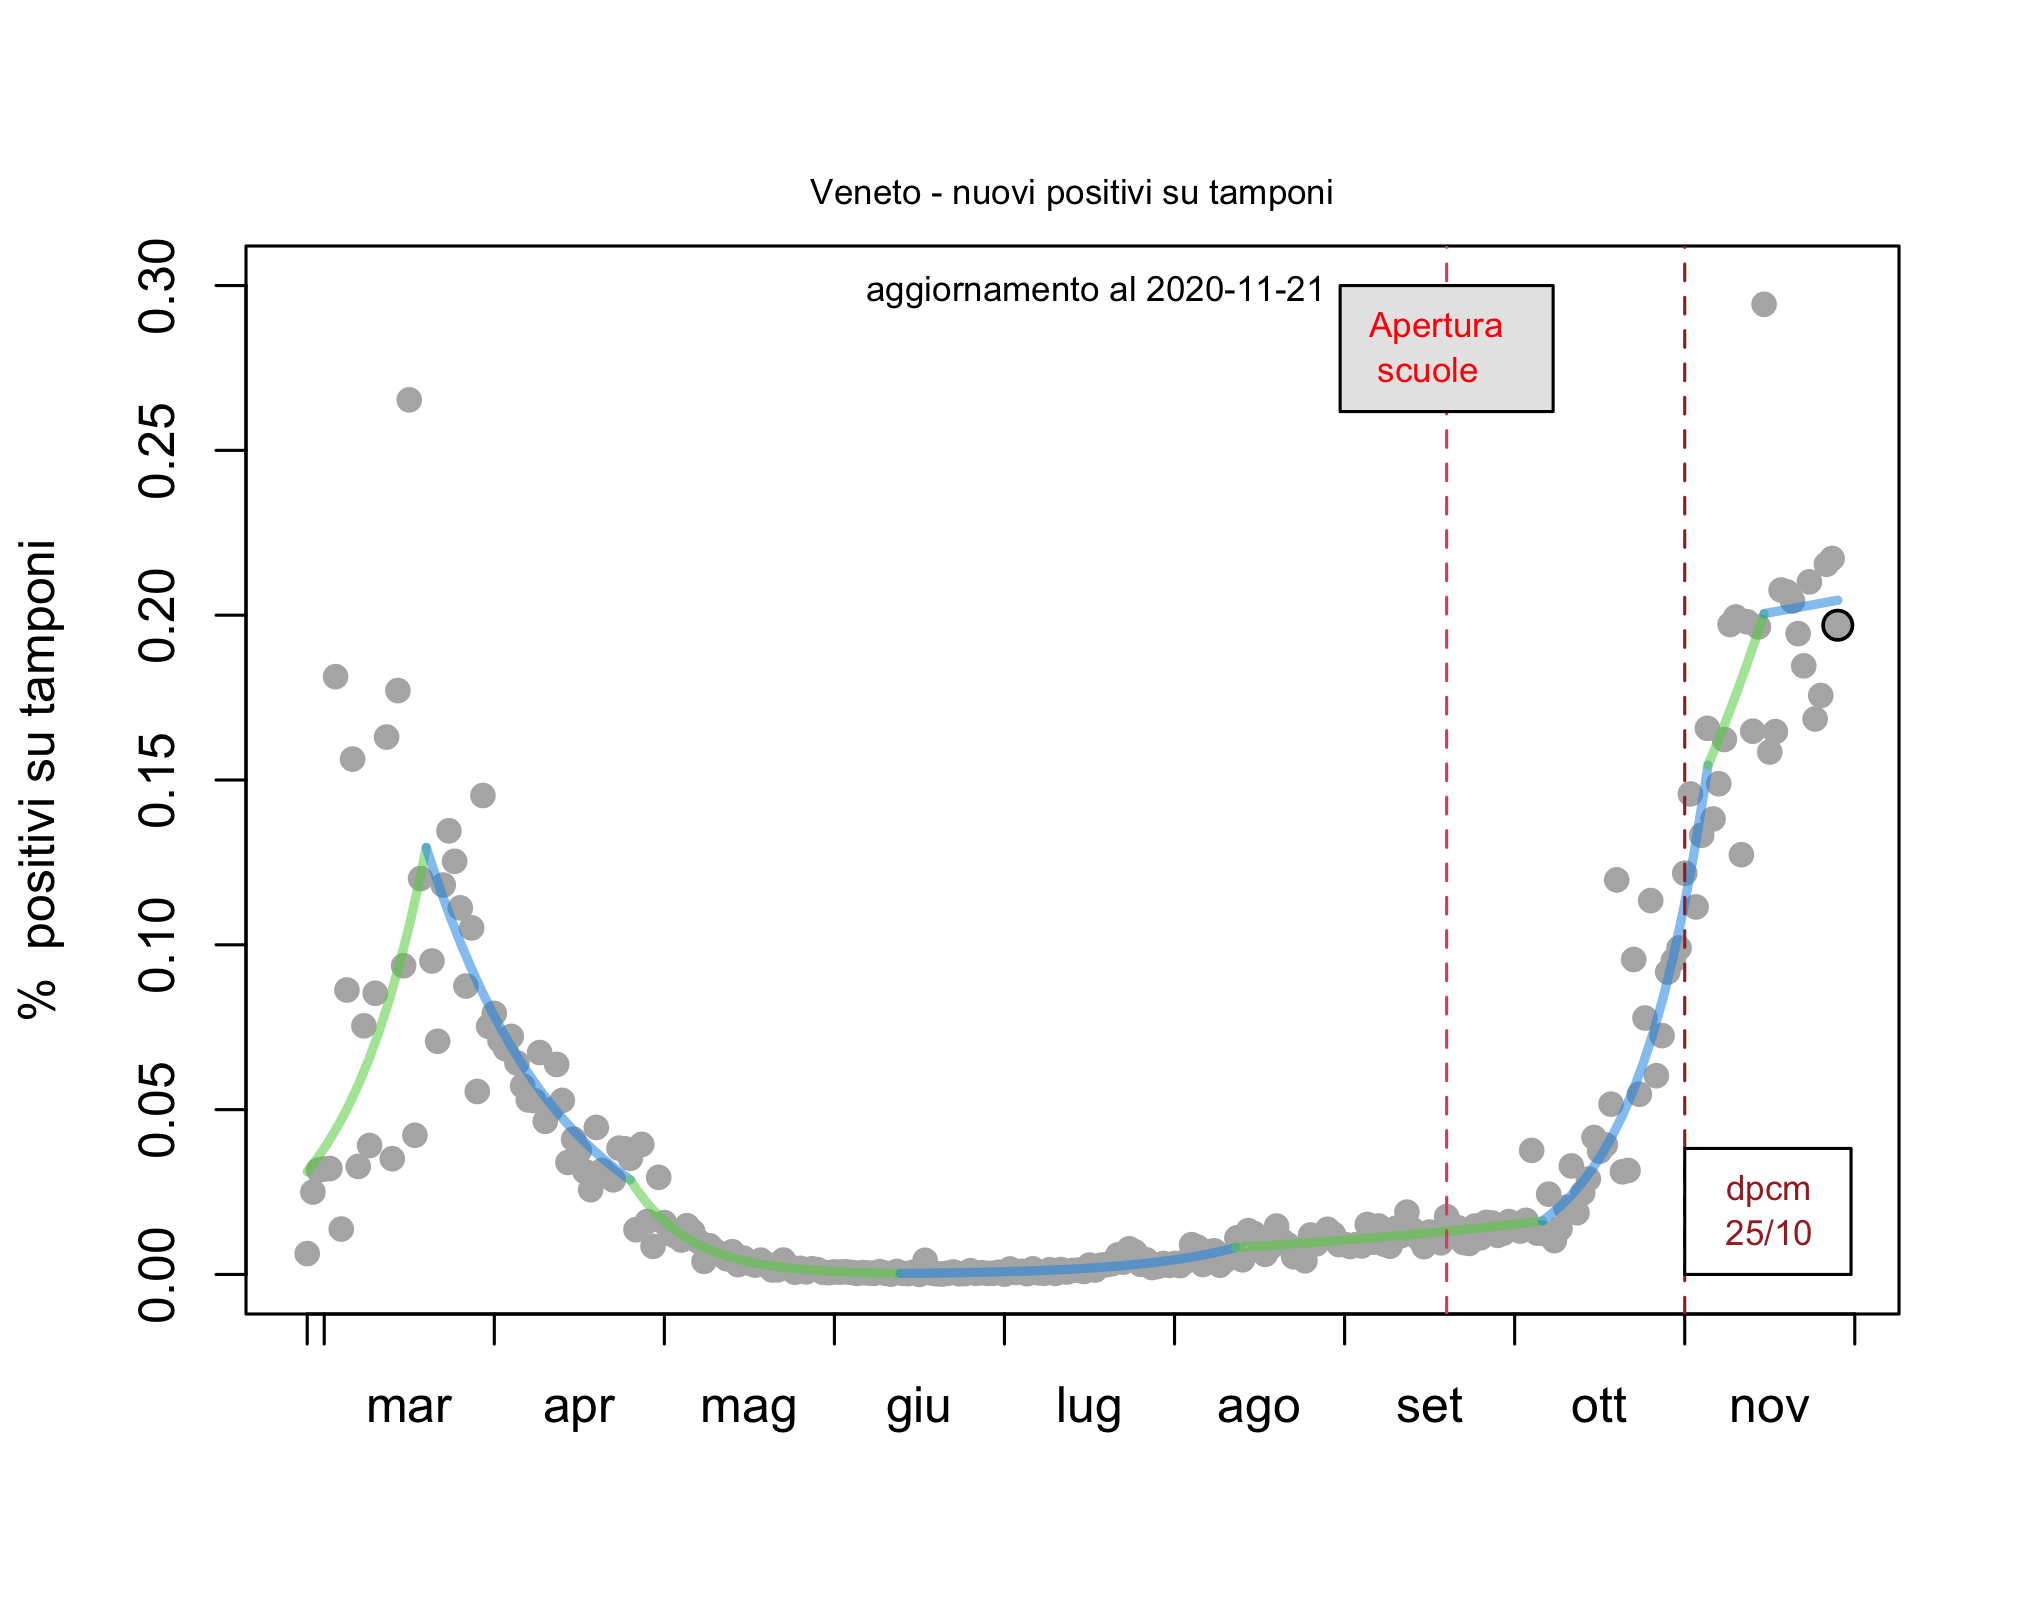 Veneto - nuovi positivi su tamponi
aggiornamento al 2020-11-21
Apertura
scuole
% positivi su tamponi
0.30
0.25
0.20
0.15
0.10
0.05
0.00
dpcm
25/10
mar apr mag giu lug ago set ott nov